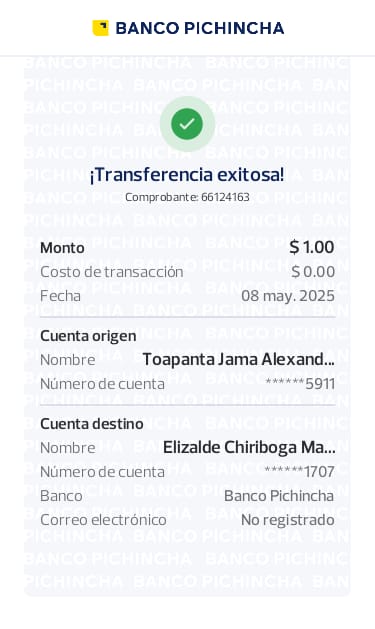 BANCO PICHINCHA
¡Transferencia exitosa!
Comprobante: 66124163
Monto $ 1.00
Costo de transacción $ 0.00
Fecha 08 may. 2025
Cuenta origen
Nombre Toapanta Jama Alexand...
Número de cuenta ******5911
Cuenta destino
Nombre Elizalde Chiriboga Ma...
Número de cuenta ******1707
Banco Banco Pichincha
Correo electrónico No registrado